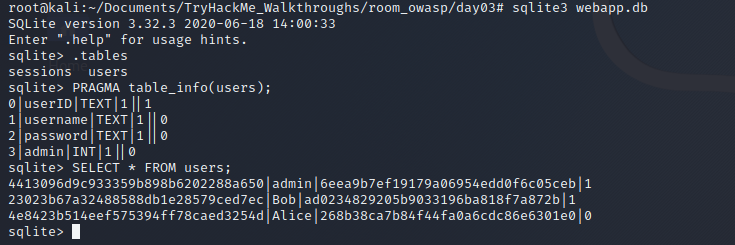 root@kali:~/Documents/TryHackMe_Walkthroughs/room_owasp/day03# sqlite3 webapp.db
SQLite version 3.32.3 2020-06-18 14:00:33
Enter ".help" for usage hints.
sqlite> .tables
sessions  users
sqlite> PRAGMA table_info(users);
0|userID|TEXT|1||1
1|username|TEXT|1||0
2|password|TEXT|1||0
3|admin|INT|1||0
sqlite> SELECT * FROM users;
4413096d9c933359b898b6202288a650|admin|6eea9b7ef19179a06954edd0f6c05ceb|1
23023b67a32488588db1e28579ced7ec|Bob|ad0234829205b9033196ba818f7a872b|1
4e8423b514eef575394ff78caed3254d|Alice|268b38ca7b84f44fa0a6cdc86e6301e0|0
sqlite>